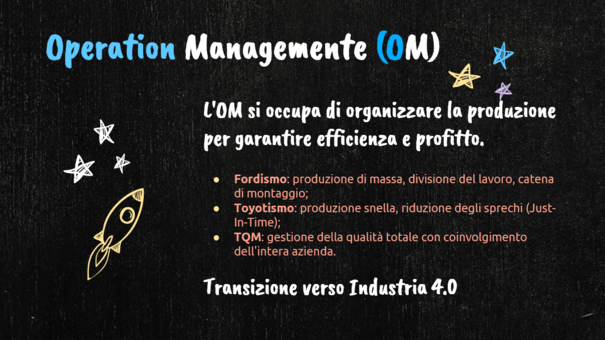 Operation Managemente (OM)
L'OM si occupa di organizzare la produzione
per garantire efficienza e profitto.
● Fordismo: produzione di massa, divisione del lavoro, catena
di montaggio;
● Toyotismo: produzione snella, riduzione degli sprechi (Just-
In-Time);
● TQM: gestione della qualità totale con coinvolgimento
dell'intera azienda.
Transizione verso Industria 4.0